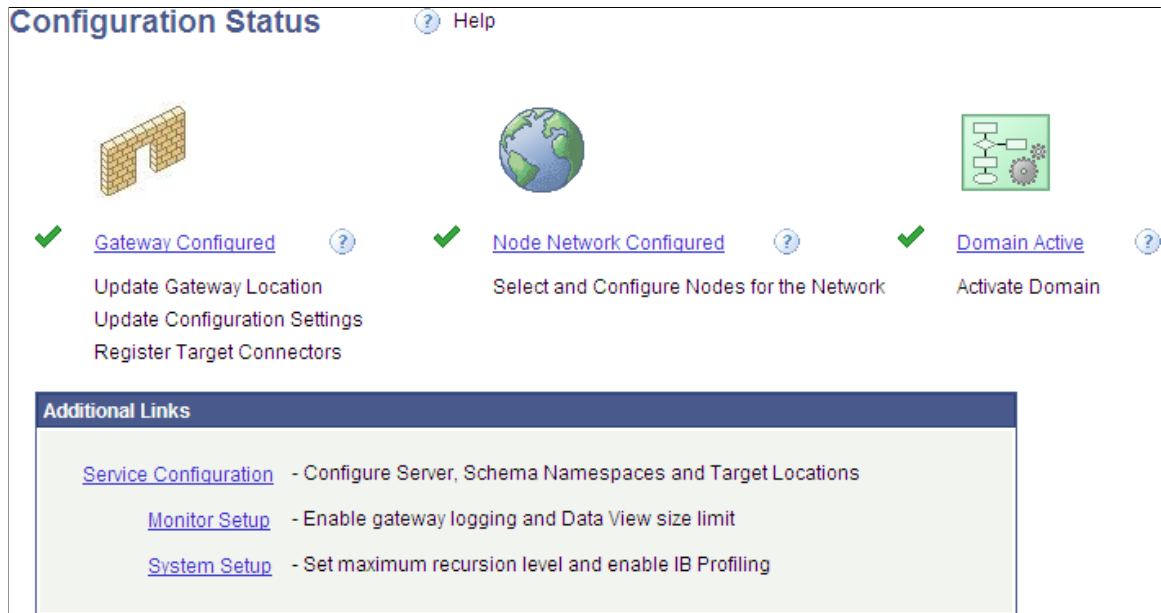 Configuration Status
Help
Gateway Configured
Update Gateway Location
Update Configuration Settings
Register Target Connectors
Node Network Configured
Select and Configure Nodes for the Network
Domain Active
Activate Domain
Additional Links
Service Configuration - Configure Server, Schema Namespaces and Target Locations
Monitor Setup - Enable gateway logging and Data View size limit
System Setup - Set maximum recursion level and enable IB Profiling